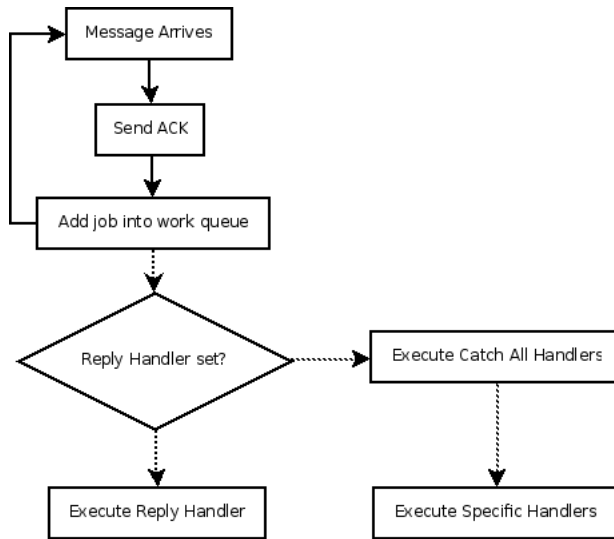 Message Arrives
Send ACK
Add job into work queue
Reply Handler set?
Execute Catch All Handlers
Execute Reply Handler
Execute Specific Handlers